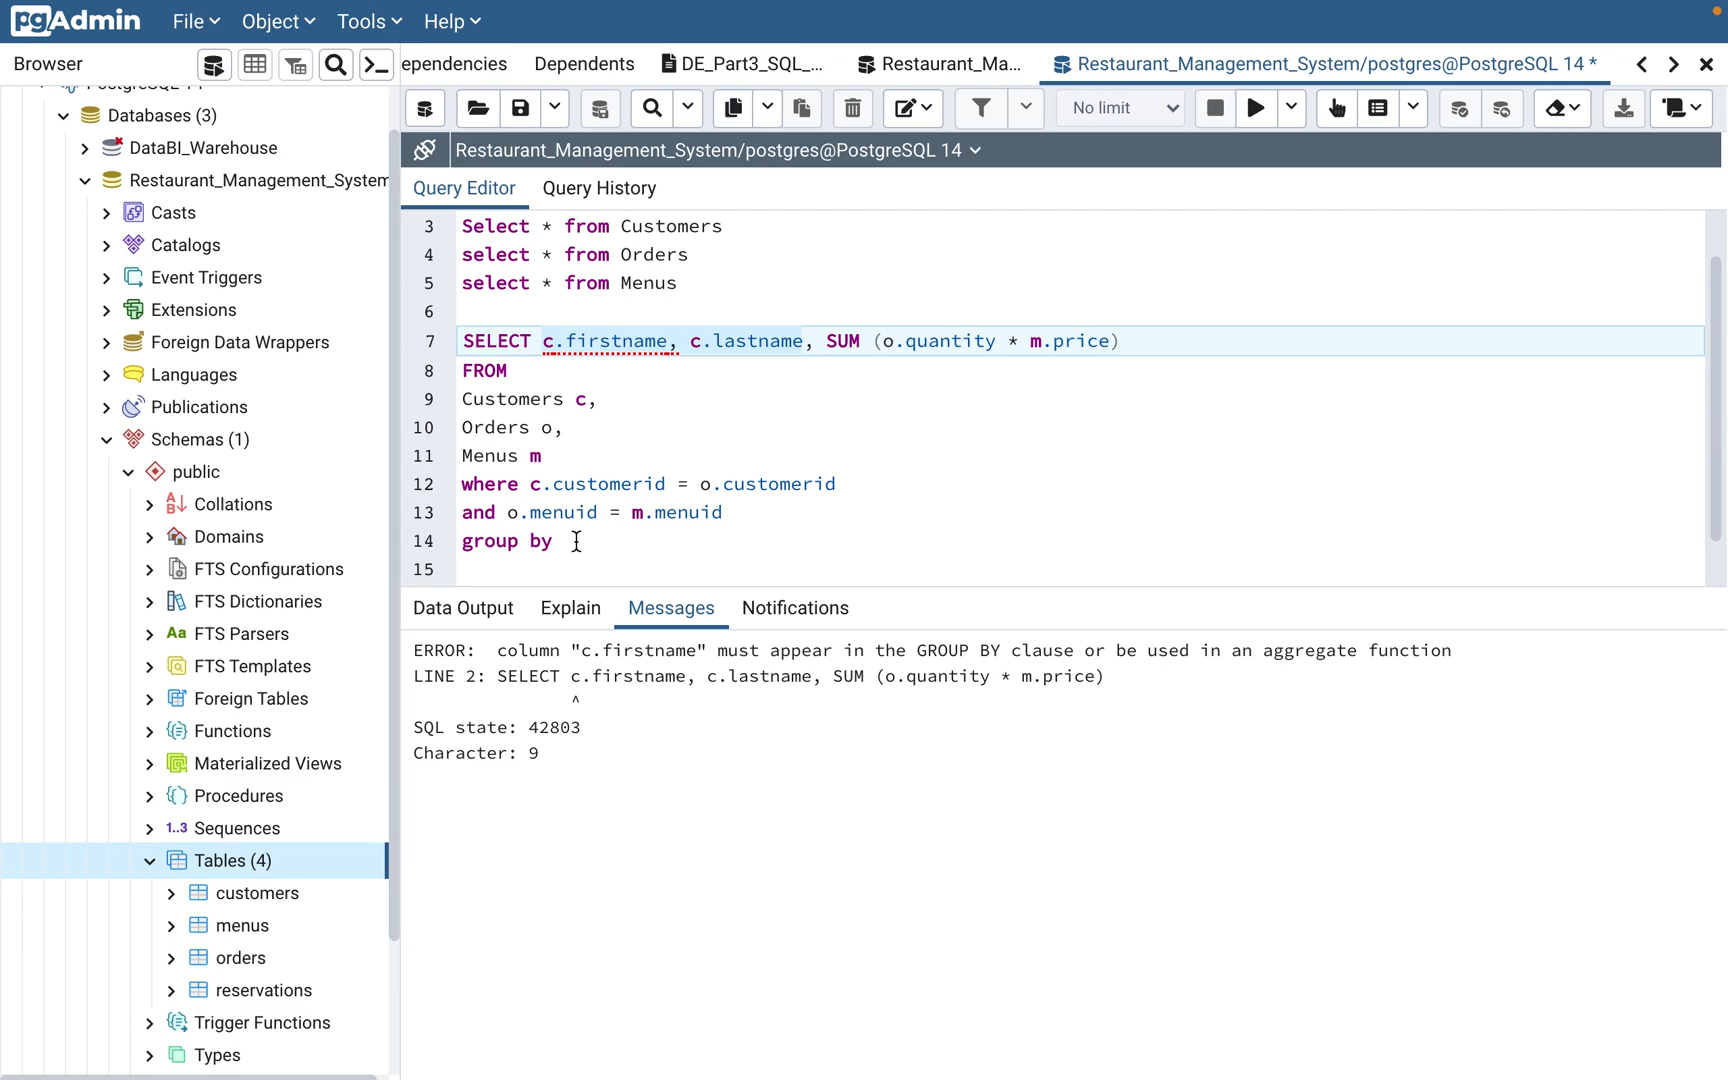 pgAdmin File Object Tools Help
Browser
ependencies Dependents DE_Part3_SQL_... Restaurant_Ma... Restaurant_Management_System/postgres@PostgreSQL 14 *
No limit
Restaurant_Management_System/postgres@PostgreSQL 14
Query Editor Query History
Databases (3)
DataBI_Warehouse
Restaurant_Management_System
Casts
Catalogs
Event Triggers
Extensions
Foreign Data Wrappers
Languages
Publications
Schemas (1)
public
Collations
Domains
FTS Configurations
FTS Dictionaries
Aa FTS Parsers
FTS Templates
Foreign Tables
Functions
Materialized Views
Procedures
1..3 Sequences
Tables (4)
customers
menus
orders
reservations
Trigger Functions
Types
3 Select * from Customers
4 select * from Orders
5 select * from Menus
6
7 SELECT c.firstname, c.lastname, SUM (o.quantity * m.price)
8 FROM
9 Customers c,
10 Orders o,
11 Menus m
12 where c.customerid = o.customerid
13 and o.menuid = m.menuid
14 group by
15
Data Output Explain Messages Notifications
ERROR: column "c.firstname" must appear in the GROUP BY clause or be used in an aggregate function
LINE 2: SELECT c.firstname, c.lastname, SUM (o.quantity * m.price)
^
SQL state: 42803
Character: 9